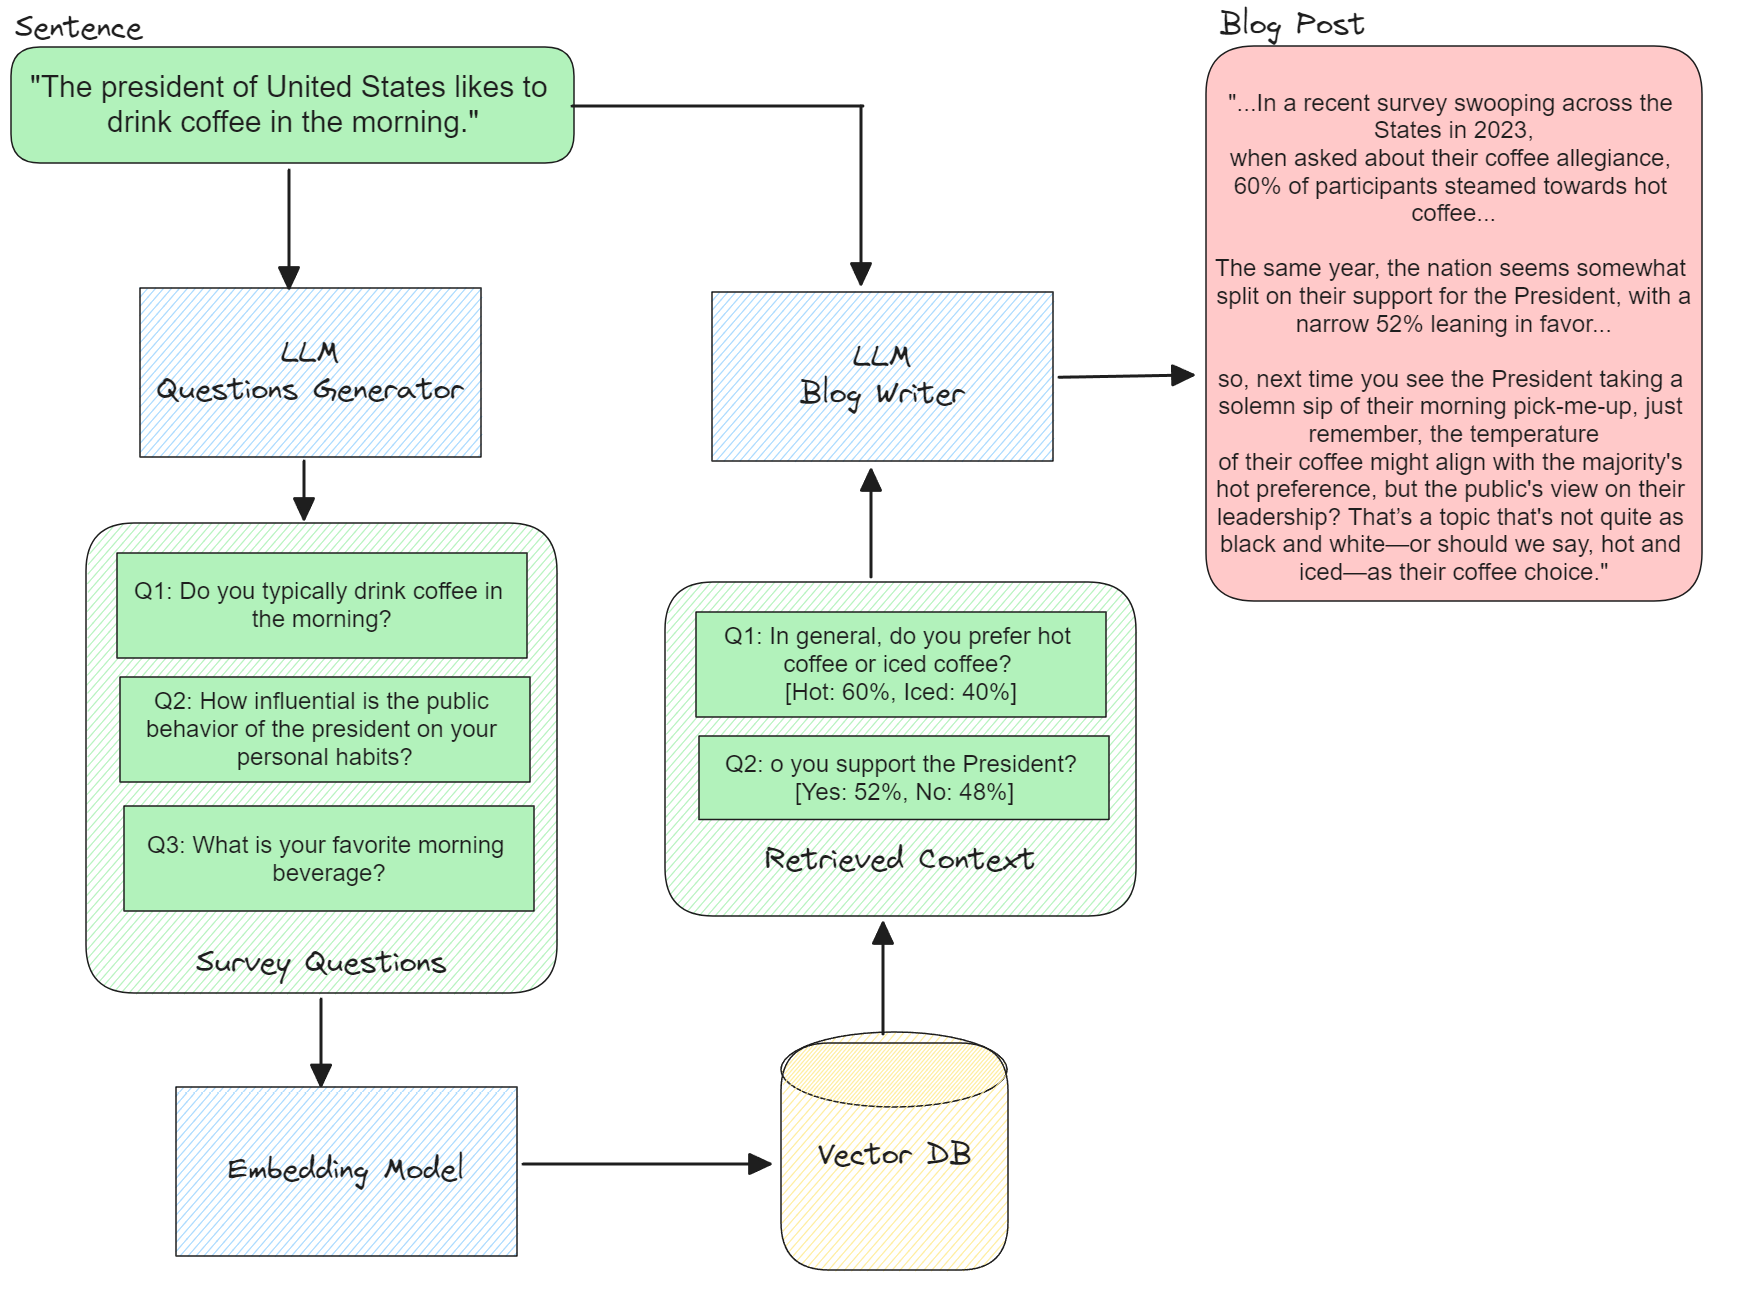 Sentence
"The president of United States likes to
drink coffee in the morning."
LLM
Questions Generator
Q1: Do you typically drink coffee in
the morning?
Q2: How influential is the public
behavior of the president on your
personal habits?
Q3: What is your favorite morning
beverage?
Survey Questions
Embedding Model
Vector DB
Q1: In general, do you prefer hot
coffee or iced coffee?
[Hot: 60%, Iced: 40%]
Q2: o you support the President?
[Yes: 52%, No: 48%]
Retrieved Context
LLM
Blog Writer
Blog Post
"...In a recent survey swooping across the
States in 2023,
when asked about their coffee allegiance,
60% of participants steamed towards hot
coffee...
The same year, the nation seems somewhat
split on their support for the President, with a
narrow 52% leaning in favor...
so, next time you see the President taking a
solemn sip of their morning pick-me-up, just
remember, the temperature
of their coffee might align with the majority's
hot preference, but the public's view on their
leadership? That’s a topic that's not quite as
black and white—or should we say, hot and
iced—as their coffee choice."